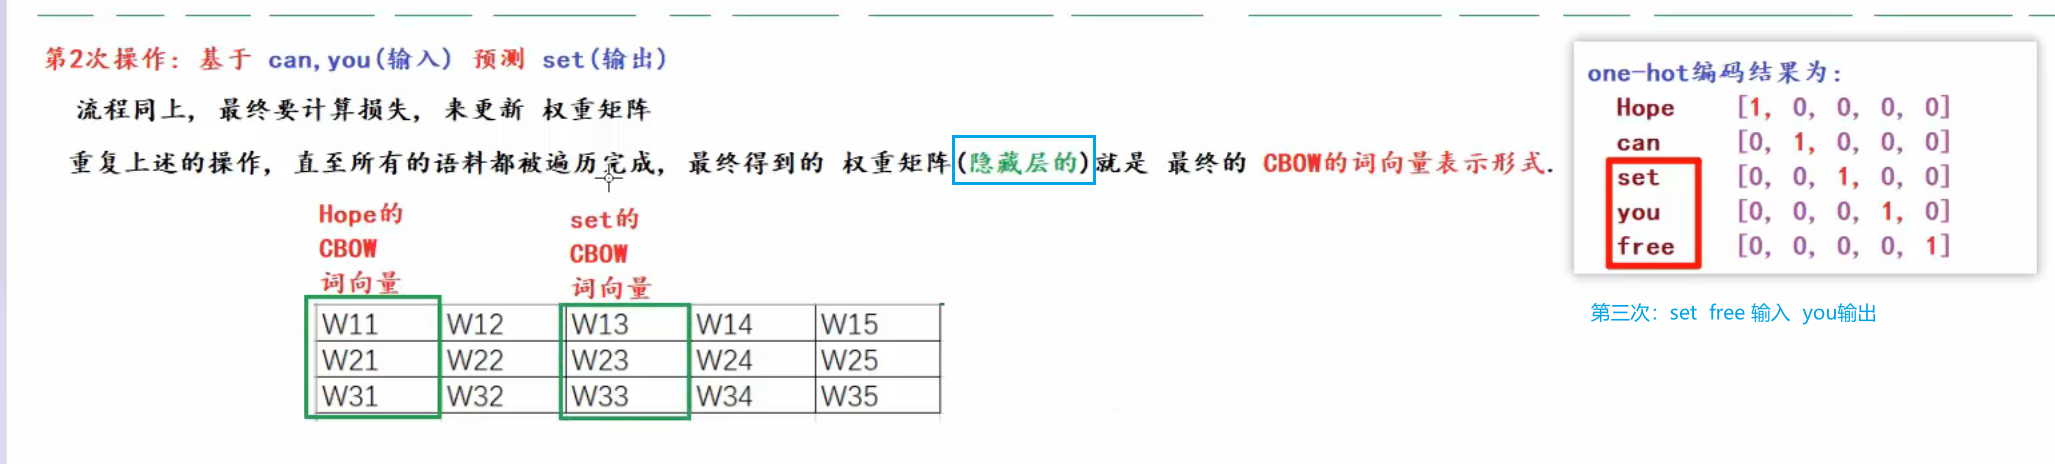 第2次操作: 基于 can,you(输入) 预测 set(输出)
流程同上, 最终要计算损失, 来更新 权重矩阵
重复上述的操作, 直至所有的语料都被遍历完成, 最终得到的 权重矩阵(隐藏层的)就是 最终的 CBOW的词向量表示形式.
Hope的
CBOW
词向量
set的
CBOW
词向量
W11 W12 W13 W14 W15
W21 W22 W23 W24 W25
W31 W32 W33 W34 W35
one-hot编码结果为:
Hope [1, 0, 0, 0, 0]
can [0, 1, 0, 0, 0]
set [0, 0, 1, 0, 0]
you [0, 0, 0, 1, 0]
free [0, 0, 0, 0, 1]
第三次: set free 输入 you输出